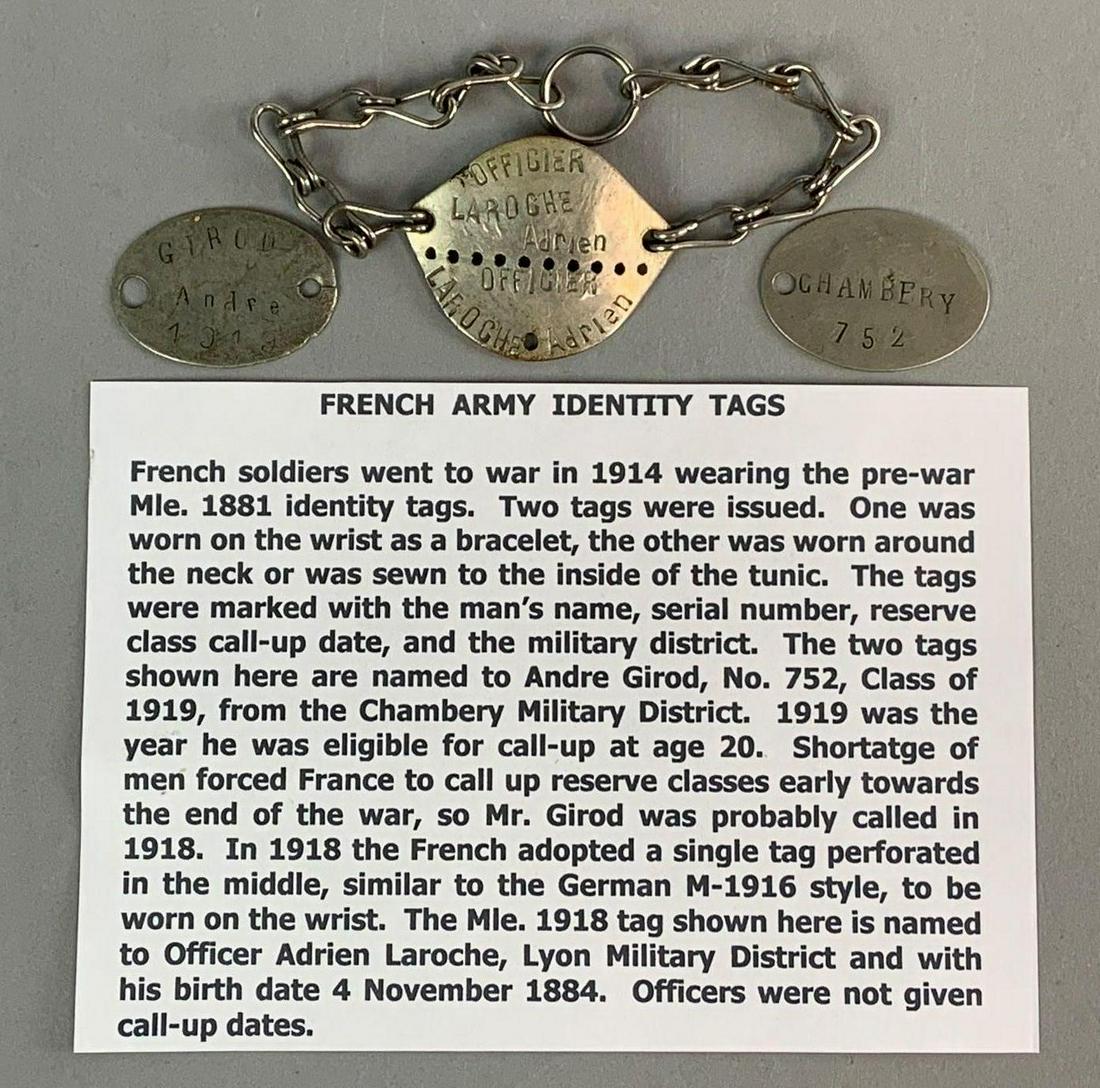 OFFICIER
LAROCHE
Adrien
OFFICIER
LAROCHE Adrien
GIROD
Andre
1919
CHAMBERY
752
FRENCH ARMY IDENTITY TAGS
French soldiers went to war in 1914 wearing the pre-war
Mle. 1881 identity tags. Two tags were issued. One was
worn on the wrist as a bracelet, the other was worn around
the neck or was sewn to the inside of the tunic. The tags
were marked with the man's name, serial number, reserve
class call-up date, and the military district. The two tags
shown here are named to Andre Girod, No. 752, Class of
1919, from the Chambery Military District. 1919 was the
year he was eligible for call-up at age 20. Shortatge of
men forced France to call up reserve classes early towards
the end of the war, so Mr. Girod was probably called in
1918. In 1918 the French adopted a single tag perforated
in the middle, similar to the German M-1916 style, to be
worn on the wrist. The Mle. 1918 tag shown here is named
to Officer Adrien Laroche, Lyon Military District and with
his birth date 4 November 1884. Officers were not given
call-up dates.